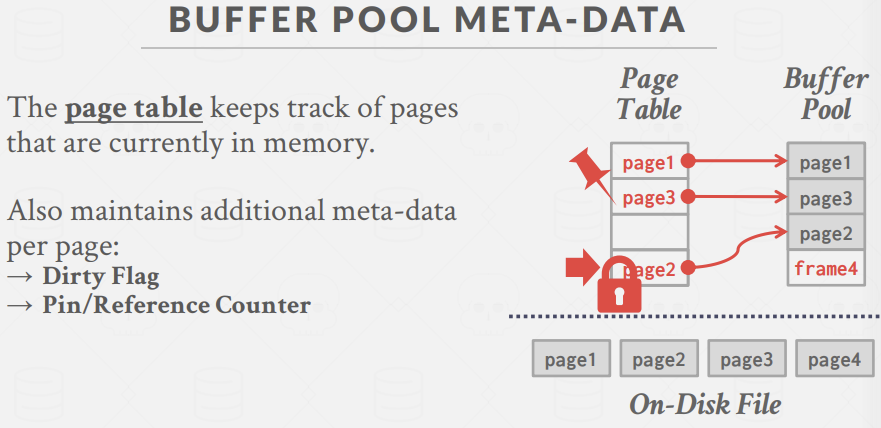 BUFFER POOL META-DATA
The page table keeps track of pages
that are currently in memory.
Also maintains additional meta-data
per page:
→ Dirty Flag
→ Pin/Reference Counter
Page
Table
page1
page3
page2
Buffer
Pool
page1
page3
page2
frame4
page1 page2 page3 page4
On-Disk File